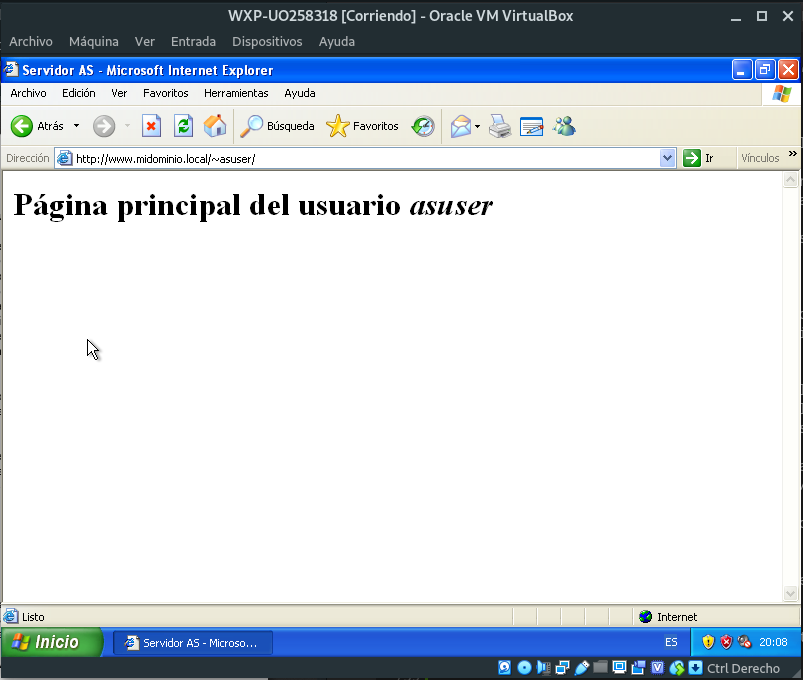 WXP-UO258318 [Corriendo] - Oracle VM VirtualBox
Archivo Máquina Ver Entrada Dispositivos Ayuda
Servidor AS - Microsoft Internet Explorer
Archivo Edición Ver Favoritos Herramientas Ayuda
Atrás Búsqueda Favoritos
Dirección http://www.midominio.local/~asuser/ Ir Vínculos »
Página principal del usuario asuser
Listo Internet
Inicio Servidor AS - Microso... ES 20:08
Ctrl Derecho